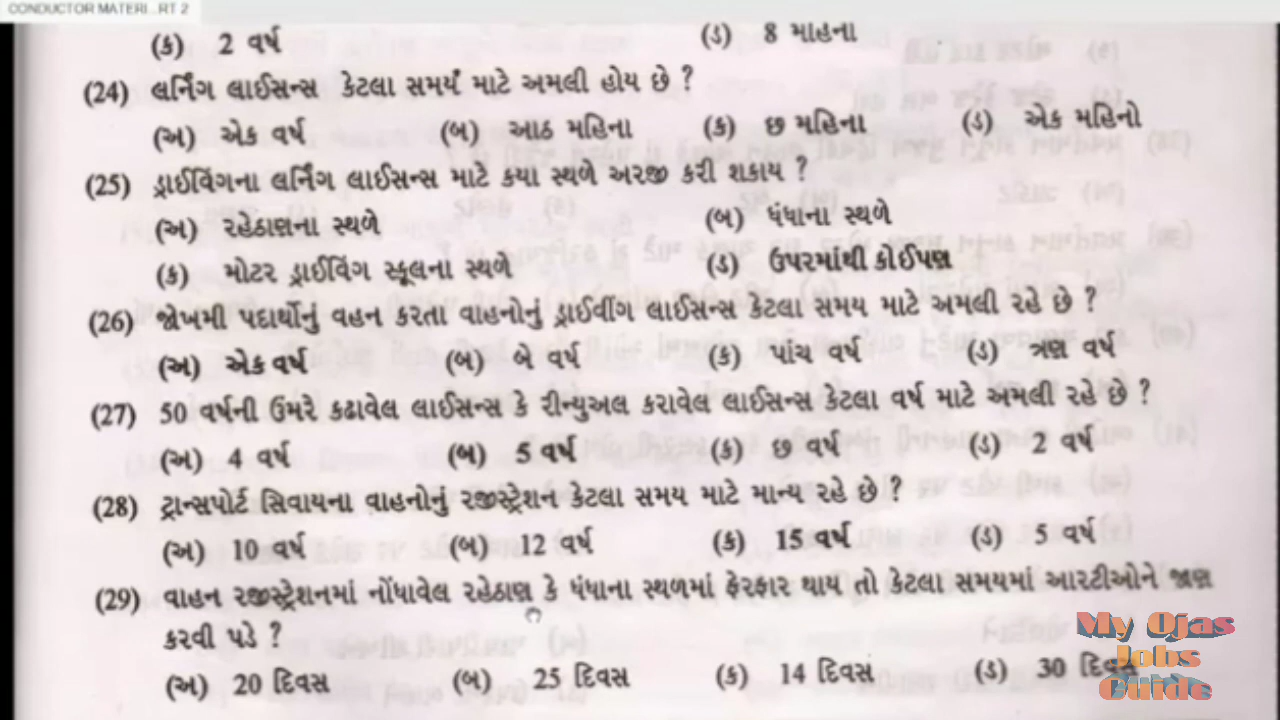 CONDUCTOR MATERI...RT 2
(ક) 2 વર્ષ (ડ) 8 માહના
(24) લર્નિંગ લાઈસન્સ કેટલા સમયં માટે અમલી હોય છે ?
(અ) એક વર્ષ (બ) આઠ મહિના (ક) છ મહિના (ડ) એક મહિનો
(25) ડ્રાઈવિંગના લર્નિંગ લાઈસન્સ માટે કયા સ્થળે અરજી કરી શકાય ?
(અ) રહેઠાણના સ્થળે (બ) ધંધાના સ્થળે
(ક) મોટર ડ્રાઈવિંગ સ્કૂલના સ્થળે (ડ) ઉપરમાંથી કોઈપણ
(26) જોખમી પદાર્થોનું વહન કરતા વાહનોનું ડ્રાઈવીંગ લાઈસન્સ કેટલા સમય માટે અમલી રહે છે ?
(અ) એક વર્ષ (બ) બે વર્ષ (ક) પાંચ વર્ષ (ડ) ત્રણ વર્ષ
(27) 50 વર્ષની ઉંમરે કઢાવેલ લાઈસન્સ કે રીન્યુઅલ કરાવેલ લાઈસન્સ કેટલા વર્ષ માટે અમલી રહે છે ?
(અ) 4 વર્ષ (બ) 5 વર્ષ (ક) છ વર્ષ (ડ) 2 વર્ષ
(28) ટ્રાન્સપોર્ટ સિવાયના વાહનોનું રજીસ્ટ્રેશન કેટલા સમય માટે માન્ય રહે છે ?
(અ) 10 વર્ષ (બ) 12 વર્ષ (ક) 15 વર્ષ (ડ) 5 વર્ષ
(29) વાહન રજીસ્ટ્રેશનમાં નોંધાવેલ રહેઠાણ કે ધંધાના સ્થળમાં ફેરફાર થાય તો કેટલા સમયમાં આરટીઓને જાણ
કરવી પડે ?
(અ) 20 દિવસ (બ) 25 દિવસ (ક) 14 દિવસ (ડ) 30 દિવસ
My Ojas
Jobs
Guide